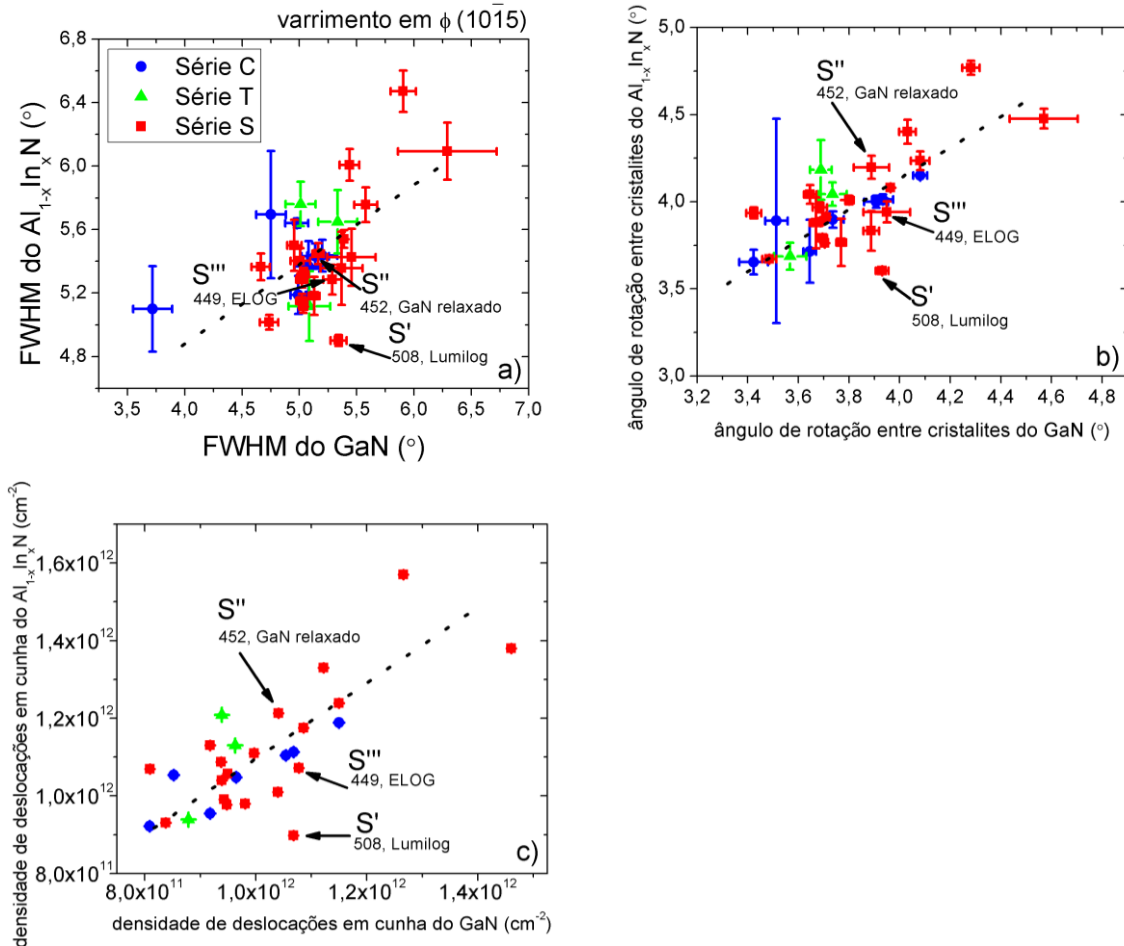 varrimento em ϕ (101̄5)
6,8
6,4
6,0
5,6
5,2
4,8
FWHM do Al1-xInxN (°)
Série C
Série T
Série S
S'''
449, ELOG
S''
452, GaN relaxado
S'
508, Lumilog
a)
3,5 4,0 4,5 5,0 5,5 6,0 6,5 7,0
FWHM do GaN (°)
5,0
4,5
4,0
3,5
3,0
ângulo de rotação entre cristalites do Al1-xInxN (°)
S''
452, GaN relaxado
S'''
449, ELOG
S'
508, Lumilog
b)
3,2 3,4 3,6 3,8 4,0 4,2 4,4 4,6 4,8
ângulo de rotação entre cristalites do GaN (°)
densidade de deslocações em cunha do Al1-xInxN (cm-2)
1,6x10^12
1,4x10^12
1,2x10^12
1,0x10^12
8,0x10^11
S''
452, GaN relaxado
S'''
449, ELOG
S'
508, Lumilog
c)
8,0x10^11 1,0x10^12 1,2x10^12 1,4x10^12
densidade de deslocações em cunha do GaN (cm-2)